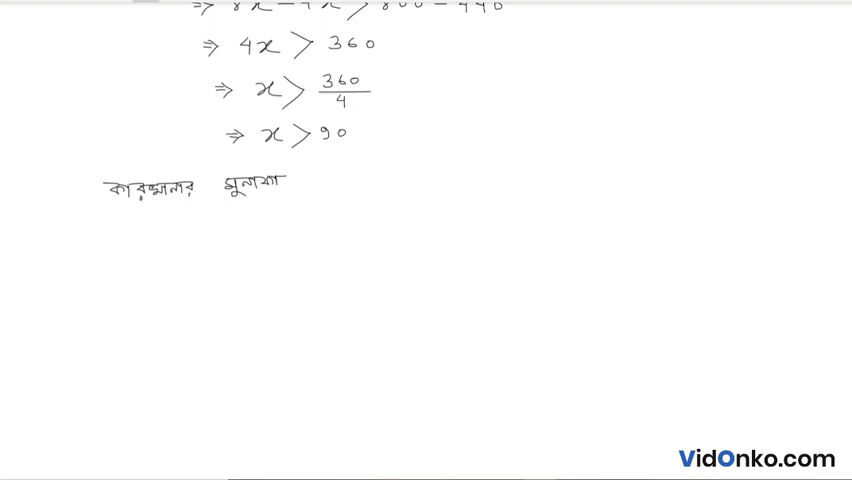 ⇒ 4x > 360
⇒ x > 360/4
⇒ x > 90
কারখানার মুনাফা
VidOnko.com